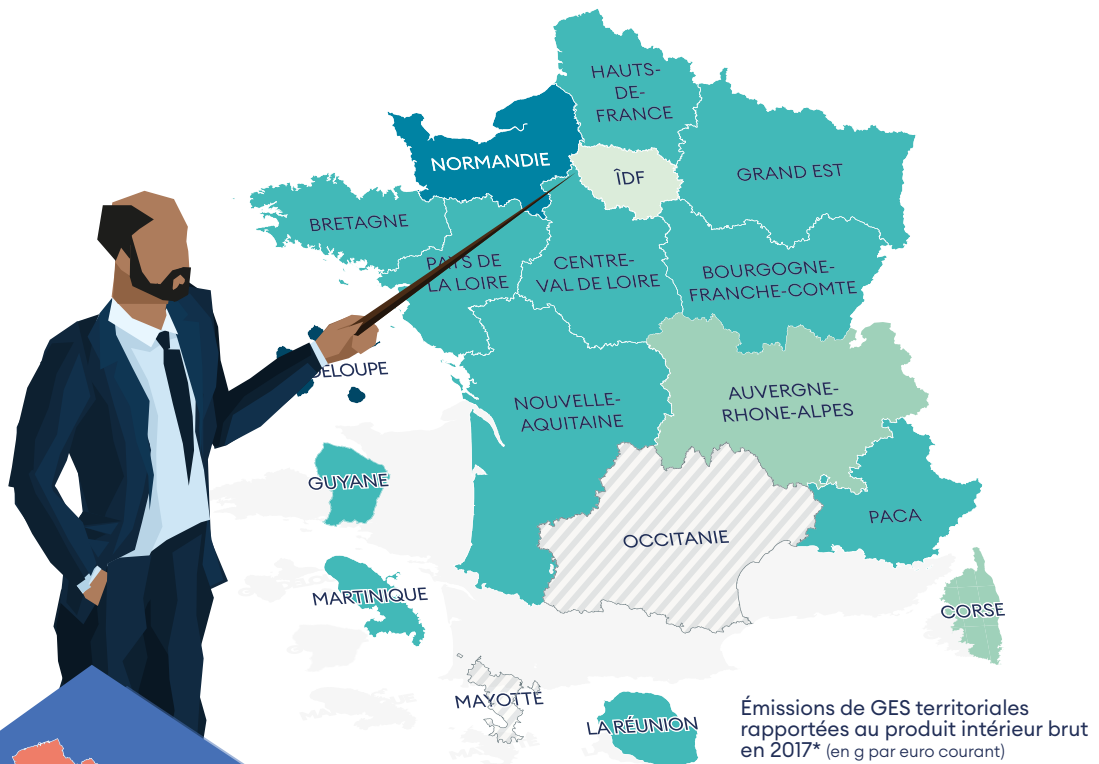 HAUTS-
DE-
FRANCE
NORMANDIE
ÎDF
GRAND EST
BRETAGNE
PAYS DE
LA LOIRE
CENTRE-
VAL DE LOIRE
BOURGOGNE-
FRANCHE-COMTE
DELOUPE
NOUVELLE-
AQUITAINE
AUVERGNE-
RHONE-ALPES
GUYANE
PACA
OCCITANIE
MARTINIQUE
CORSE
MAYOTTE
LA RÉUNION
Émissions de GES territoriales
rapportées au produit intérieur brut
en 2017* (en g par euro courant)